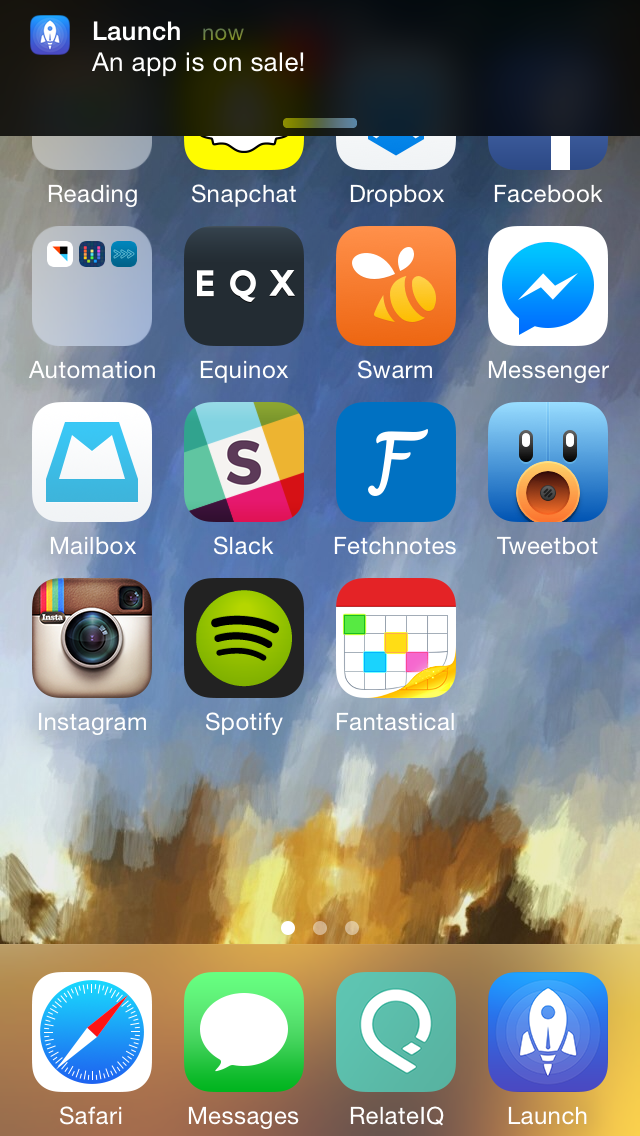 Launch now
An app is on sale!
Reading Snapchat Dropbox Facebook
EQX
Automation Equinox Swarm Messenger
S
F
Mailbox Slack Fetchnotes Tweetbot
Insta
Instagram Spotify Fantastical
Safari Messages RelateIQ Launch